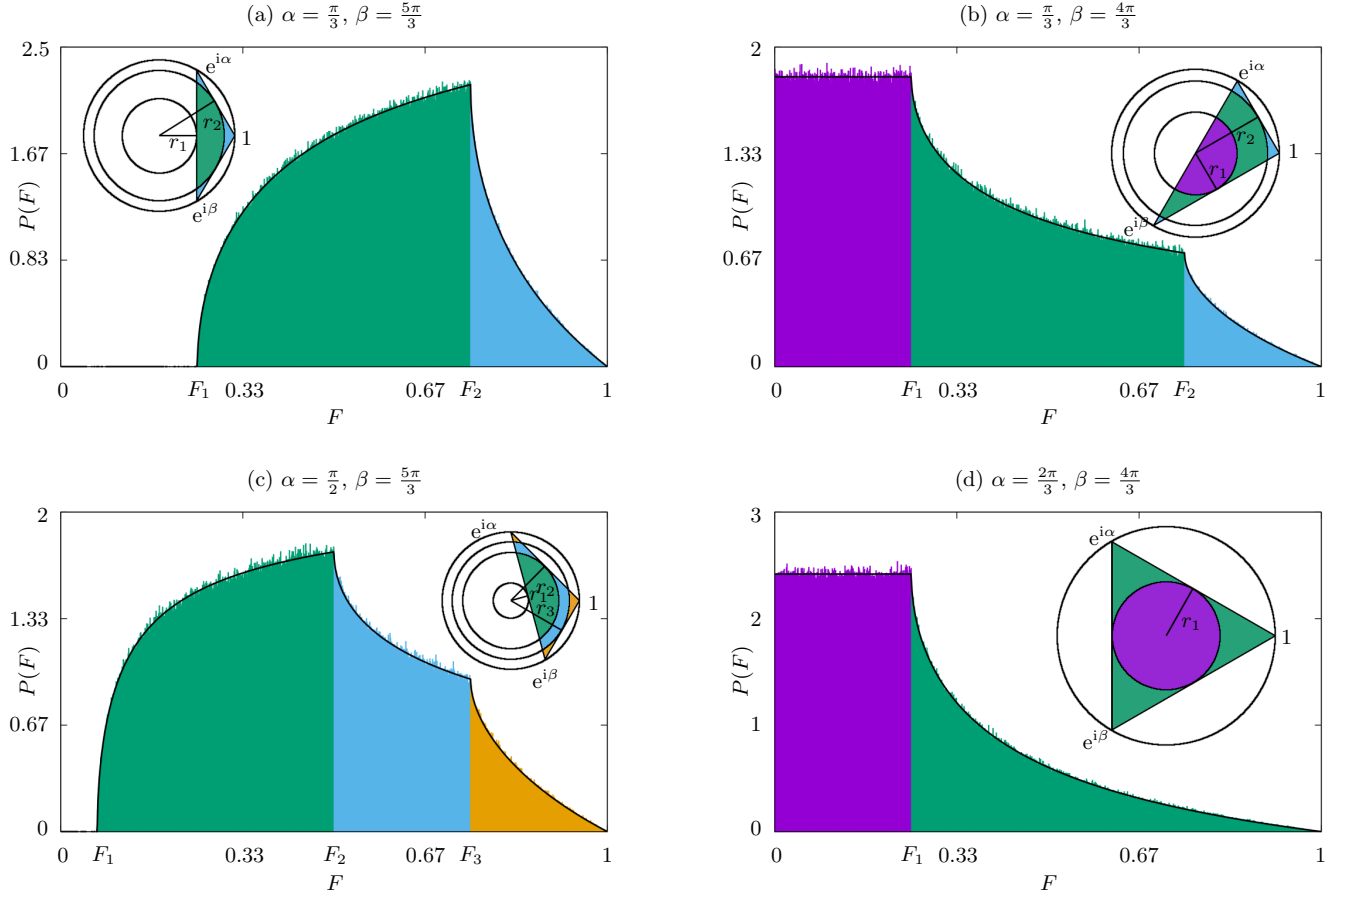 (a) α = π/3, β = 5π/3
2.5
1.67
0.83
0
P(F)
e^{iα}
r_2
r_1
1
e^{iβ}
0
F_1
0.33
0.67
F_2
1
F
(b) α = π/3, β = 4π/3
2
1.33
0.67
0
P(F)
e^{iα}
r_2
1
r_1
e^{iβ}
0
F_1
0.33
0.67
F_2
1
F
(c) α = π/2, β = 5π/3
2
1.33
0.67
0
P(F)
e^{iα}
r_2
r_1
r_3
1
e^{iβ}
0
F_1
0.33
F_2
0.67
F_3
1
F
(d) α = 2π/3, β = 4π/3
3
2
1
0
P(F)
e^{iα}
r_1
1
e^{iβ}
0
F_1
0.33
0.67
1
F